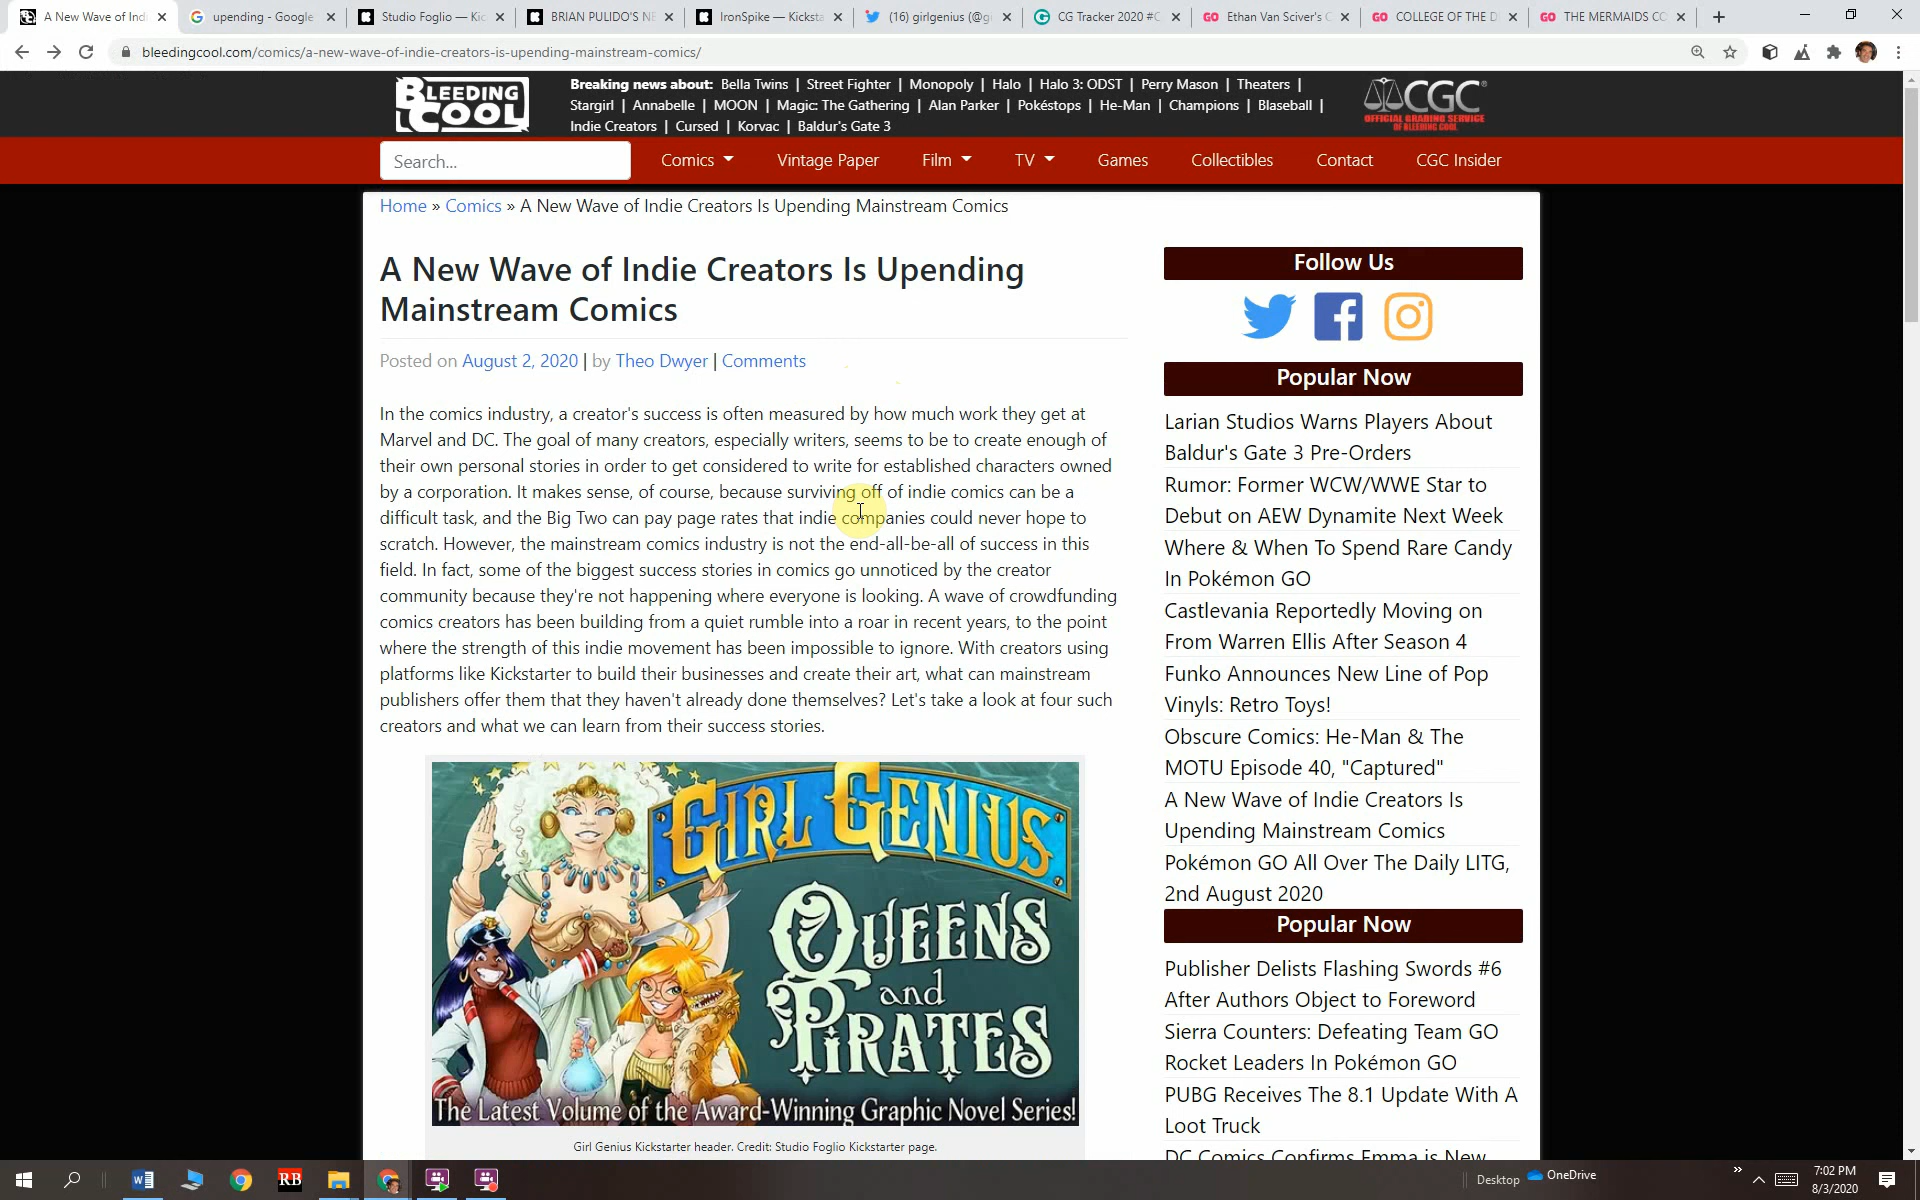 A New Wave of Indi
upending - Google
Studio Foglio — Kic
BRIAN PULIDO'S NE
IronSpike — Kicksta
(16) girlgenius (@gi
CG Tracker 2020 #C
Ethan Van Sciver's C
COLLEGE OF THE D
THE MERMAIDS CO
bleedingcool.com/comics/a-new-wave-of-indie-creators-is-upending-mainstream-comics/
BLEEDING COOL
Breaking news about: Bella Twins | Street Fighter | Monopoly | Halo | Halo 3: ODST | Perry Mason | Theaters |
Stargirl | Annabelle | MOON | Magic: The Gathering | Alan Parker | Pokéstops | He-Man | Champions | Blaseball |
Indie Creators | Cursed | Korvac | Baldur's Gate 3
CGC
OFFICIAL GRADING SERVICE
OF BLEEDING COOL
Search...
Comics
Vintage Paper
Film
TV
Games
Collectibles
Contact
CGC Insider
Home » Comics » A New Wave of Indie Creators Is Upending Mainstream Comics
A New Wave of Indie Creators Is Upending
Mainstream Comics
Posted on August 2, 2020 | by Theo Dwyer | Comments
In the comics industry, a creator's success is often measured by how much work they get at
Marvel and DC. The goal of many creators, especially writers, seems to be to create enough of
their own personal stories in order to get considered to write for established characters owned
by a corporation. It makes sense, of course, because surviving off of indie comics can be a
difficult task, and the Big Two can pay page rates that indie companies could never hope to
scratch. However, the mainstream comics industry is not the end-all-be-all of success in this
field. In fact, some of the biggest success stories in comics go unnoticed by the creator
community because they're not happening where everyone is looking. A wave of crowdfunding
comics creators has been building from a quiet rumble into a roar in recent years, to the point
where the strength of this indie movement has been impossible to ignore. With creators using
platforms like Kickstarter to build their businesses and create their art, what can mainstream
publishers offer them that they haven't already done themselves? Let's take a look at four such
creators and what we can learn from their success stories.
GIRL GENIUS
QUEENS
and
PIRATES
The Latest Volume of the Award-Winning Graphic Novel Series!
Girl Genius Kickstarter header. Credit: Studio Foglio Kickstarter page.
Follow Us
Popular Now
Larian Studios Warns Players About
Baldur's Gate 3 Pre-Orders
Rumor: Former WCW/WWE Star to
Debut on AEW Dynamite Next Week
Where & When To Spend Rare Candy
In Pokémon GO
Castlevania Reportedly Moving on
From Warren Ellis After Season 4
Funko Announces New Line of Pop
Vinyls: Retro Toys!
Obscure Comics: He-Man & The
MOTU Episode 40, "Captured"
A New Wave of Indie Creators Is
Upending Mainstream Comics
Pokémon GO All Over The Daily LITG,
2nd August 2020
Popular Now
Publisher Delists Flashing Swords #6
After Authors Object to Foreword
Sierra Counters: Defeating Team GO
Rocket Leaders In Pokémon GO
PUBG Receives The 8.1 Update With A
Loot Truck
DC Comics Confirms Emma is New
RB
Desktop
OneDrive
7:02 PM
8/3/2020